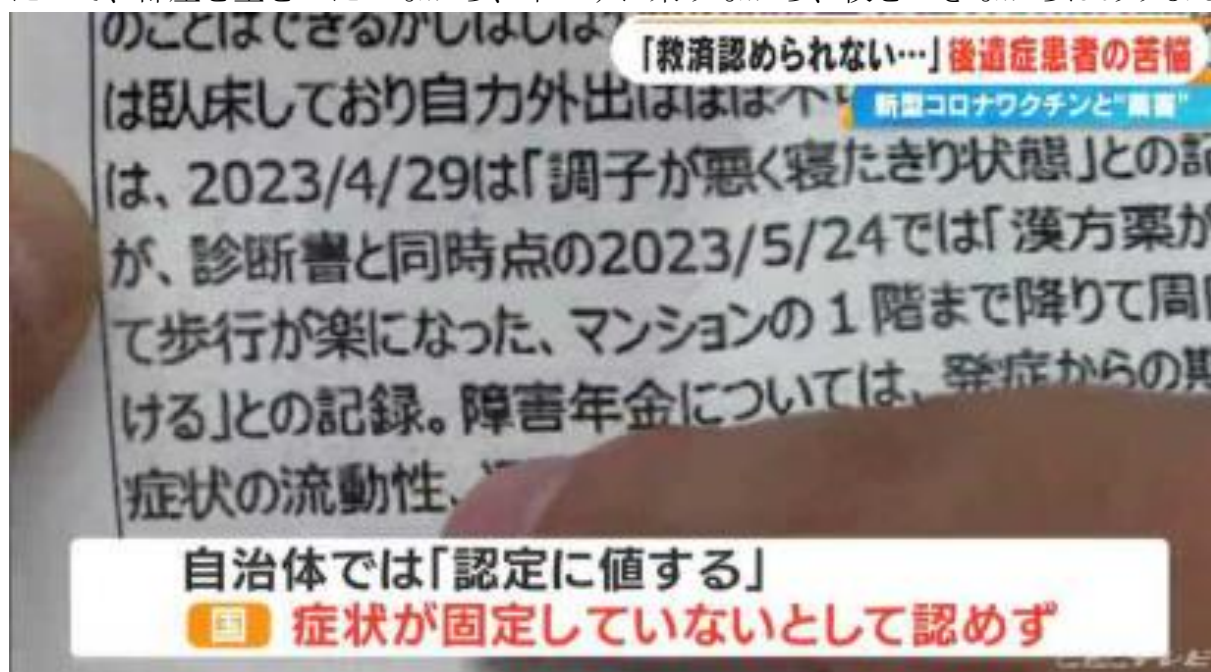 のことはできるがしばしば
「救済認められない…」後遺症患者の苦悩
は臥床しており自力外出はほぼ不
新型コロナワクチンと“薬害”
は、2023/4/29は「調子が悪く寝たきり状態」との記
が、診断書と同時点の2023/5/24では「漢方薬が
て歩行が楽になった、マンションの1階まで降りて周
ける」との記録。障害年金については、発症からの期
症状の流動性、
自治体では「認定に値する」
国 症状が固定していないとして認めず